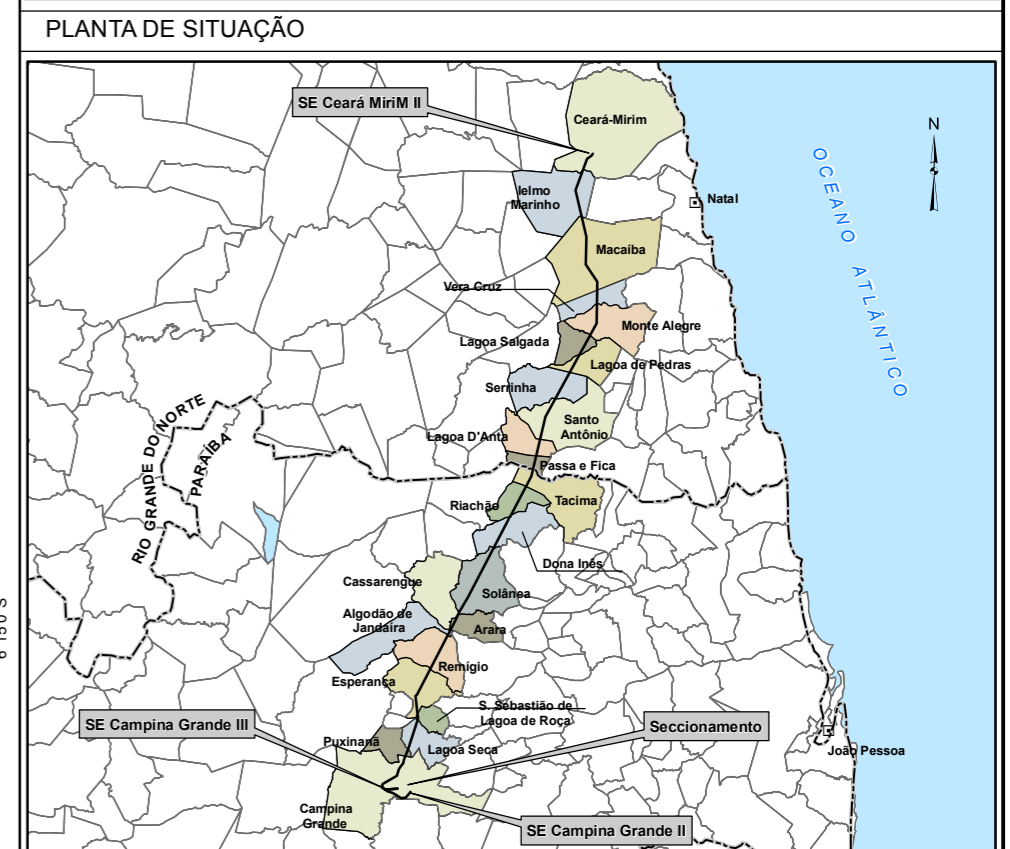 PLANTA DE SITUAÇÃO
SE Ceará MiriM II
Ceará-Mirim
N
OCEANO ATLÂNTICO
Ielmo
Marinho
Natal
Macaíba
Vera Cruz
Monte Alegre
Lagoa Salgada
Lagoa de Pedras
Serrinha
Santo
Antônio
Lagoa D'Anta
Passa e Fica
RIO GRANDE DO NORTE
PARAÍBA
Riachão
Tacima
Dona Inês
Cassarengue
Solânea
Algodão de
Jandaíra
Arara
Remígio
Esperança
S. Sebastião de
Lagoa de Roça
SE Campina Grande III
Seccionamento
Puxinanã
Lagoa Seca
João Pessoa
Campina
Grande
SE Campina Grande II